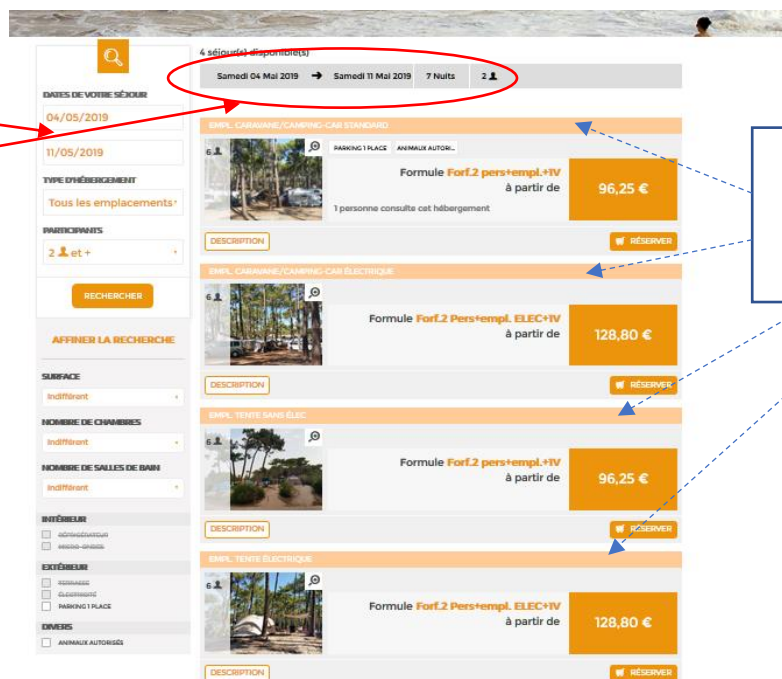 4 séjour(s) disponible(s)
Samedi 04 Mai 2019 → Samedi 11 Mai 2019 7 Nuits 2
DATES DE VOTRE SÉJOUR
04/05/2019
11/05/2019
TYPE D'HÉBERGEMENT
Tous les emplacements
PARTICIPANTS
2 et +
RECHERCHER
AFFINER LA RECHERCHE
SURFACE
Indifférent
NOMBRE DE CHAMBRES
Indifférent
NOMBRE DE SALLES DE BAIN
Indifférent
INTÉRIEUR
RÉFRIGÉRATEUR
MICRO-ONDES
EXTÉRIEUR
TERRASSE
ÉLECTRICITÉ
PARKING 1 PLACE
DIVERS
ANIMAUX AUTORISÉS
EMPL. CARAVANE/CAMPING-CAR STANDARD
6
PARKING 1 PLACE ANIMAUX AUTORI...
Formule Forf.2 pers+empl.+1V
à partir de
96,25 €
1 personne consulte cet hébergement
DESCRIPTION
RÉSERVER
EMPL. CARAVANE/CAMPING-CAR ÉLECTRIQUE
6
Formule Forf.2 Pers+empl. ELEC+1V
à partir de
128,80 €
DESCRIPTION
RÉSERVER
EMPL. TENTE SANS ÉLEC
6
Formule Forf.2 pers+empl.+1V
à partir de
96,25 €
DESCRIPTION
RÉSERVER
EMPL. TENTE ÉLECTRIQUE
6
Formule Forf.2 Pers+empl. ELEC+1V
à partir de
128,80 €
DESCRIPTION
RÉSERVER